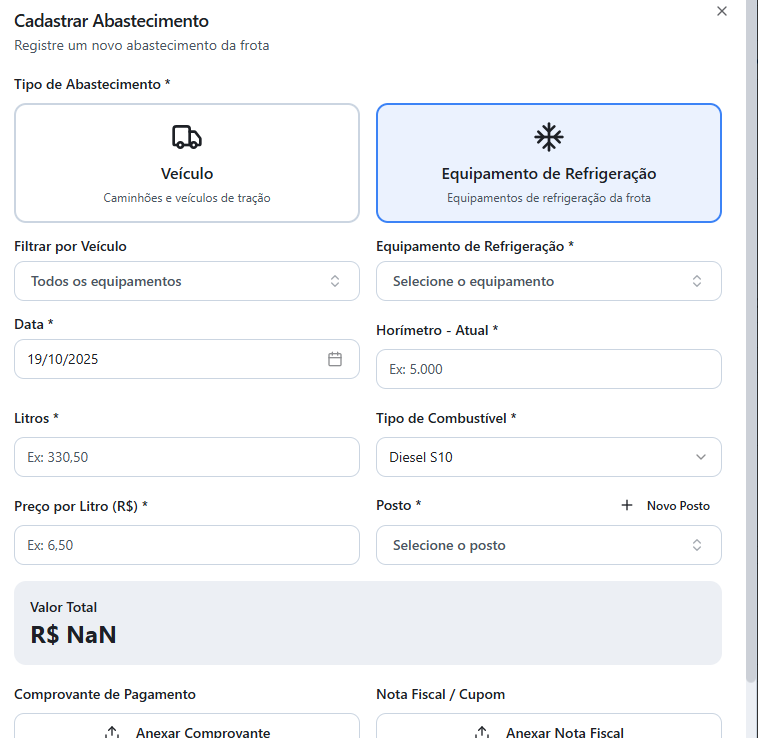 Cadastrar Abastecimento
Registre um novo abastecimento da frota
Tipo de Abastecimento *
Veículo
Caminhões e veículos de tração
Equipamento de Refrigeração
Equipamentos de refrigeração da frota
Filtrar por Veículo
Todos os equipamentos
Equipamento de Refrigeração *
Selecione o equipamento
Data *
19/10/2025
Horímetro - Atual *
Ex: 5.000
Litros *
Ex: 330,50
Tipo de Combustível *
Diesel S10
Preço por Litro (R$) *
Ex: 6,50
Posto *
Novo Posto
Selecione o posto
Valor Total
R$ NaN
Comprovante de Pagamento
Anexar Comprovante
Nota Fiscal / Cupom
Anexar Nota Fiscal